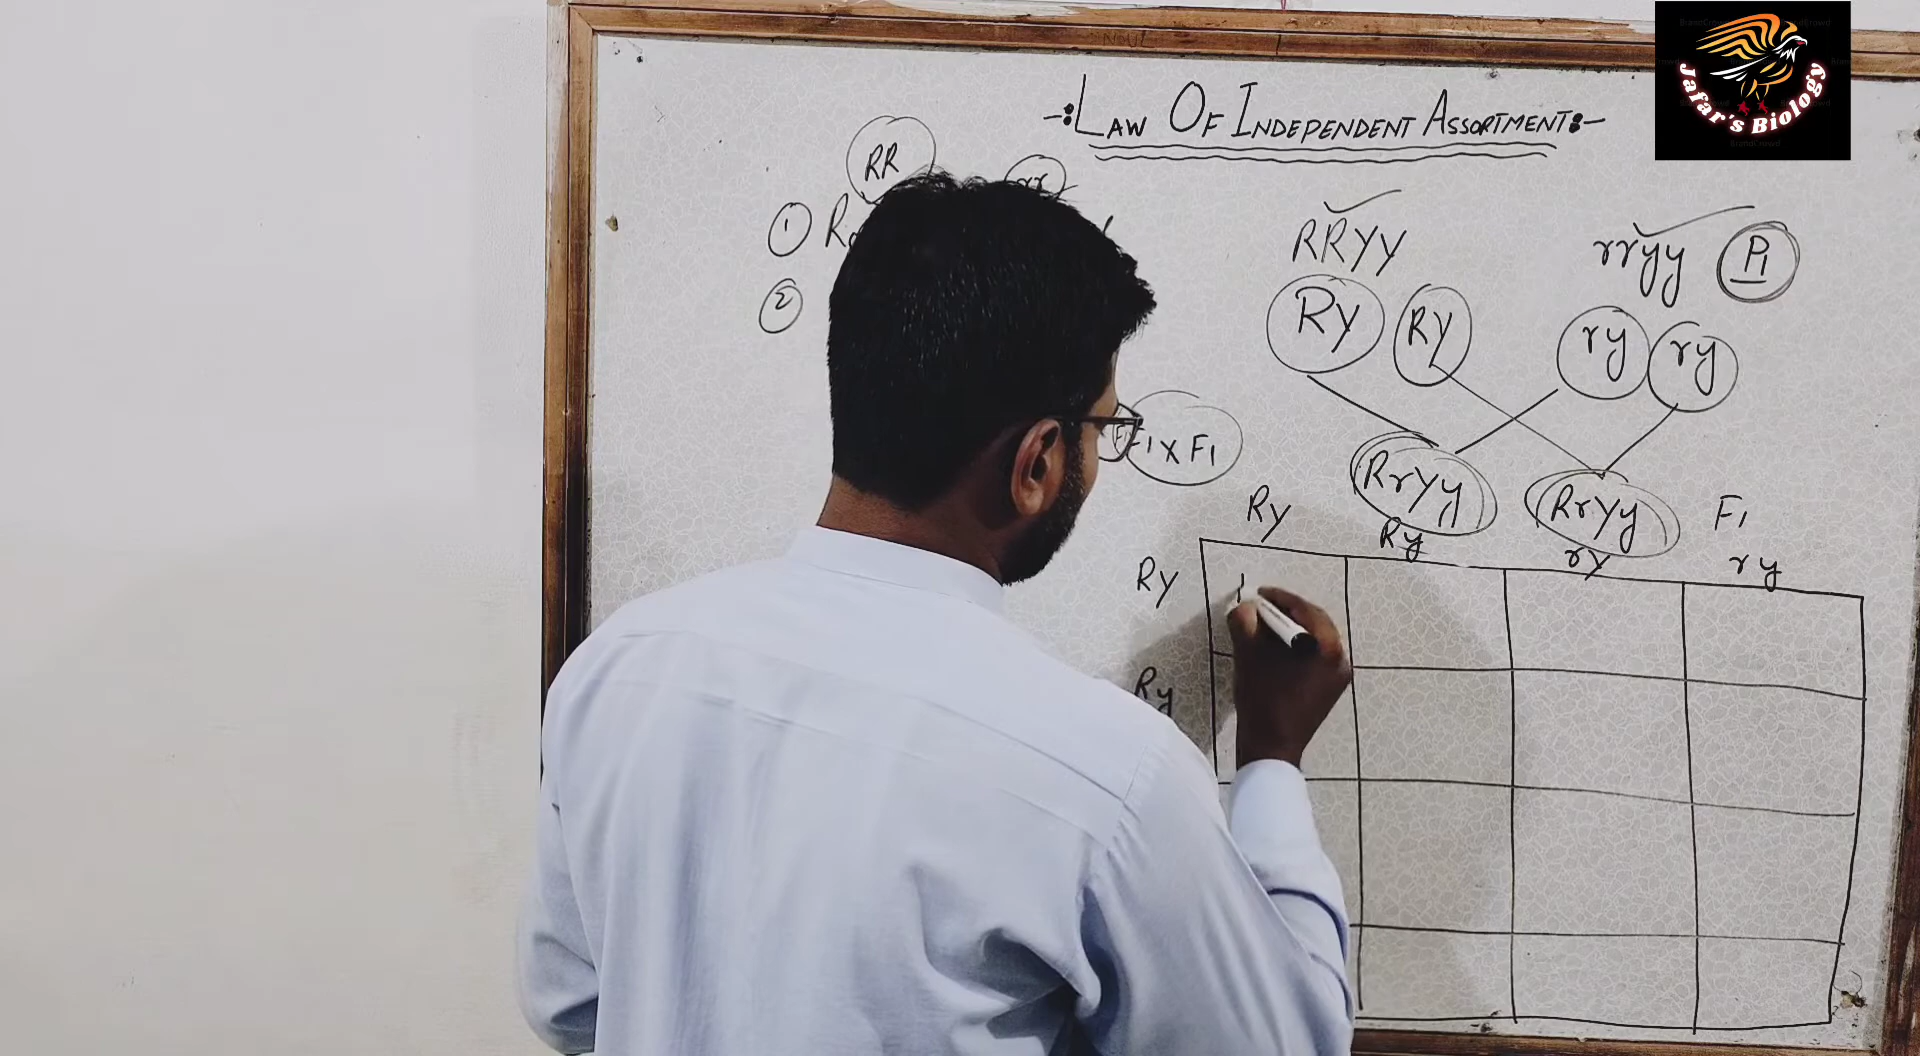 -:LAW OF INDEPENDENT ASSORTMENT:-
Jafar's Biology
RR
rr
①
②
RRYY
rryy P1
RY RY ry ry
F1 X F1
RrYy RrYy F1
RY Ry rY ry
RY
Ry